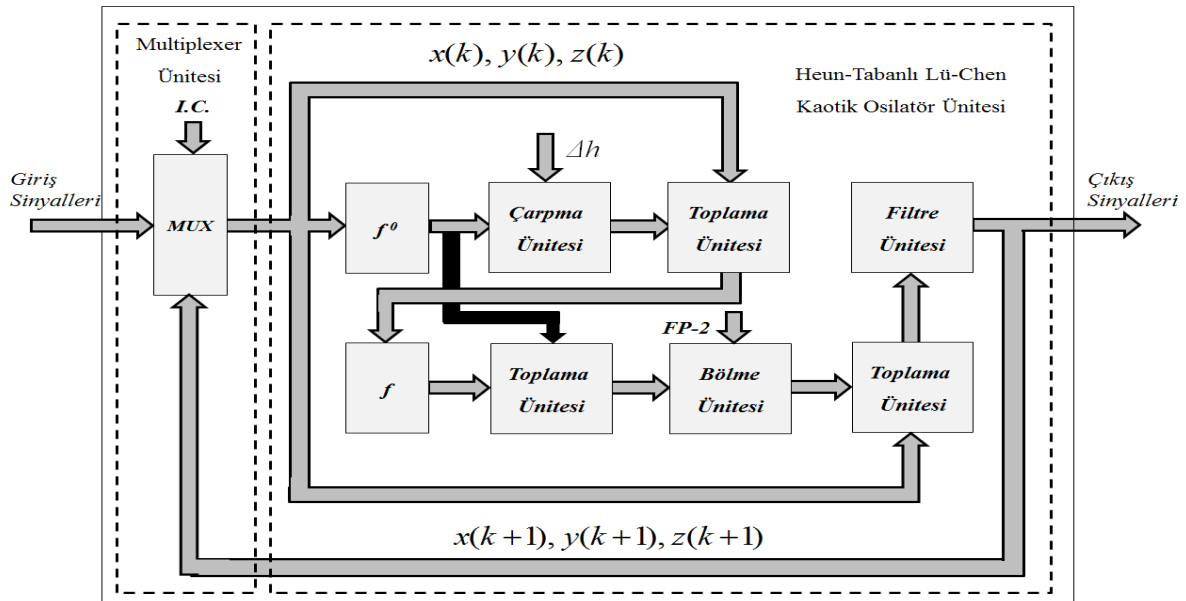 Multiplexer
Ünitesi
I.C.
x(k), y(k), z(k)
Heun-Tabanlı Lü-Chen
Kaotik Osilatör Ünitesi
Δh
Giriş
Sinyalleri
MUX
f⁰
Çarpma
Ünitesi
Toplama
Ünitesi
Filtre
Ünitesi
Çıkış
Sinyalleri
FP-2
f
Toplama
Ünitesi
Bölme
Ünitesi
Toplama
Ünitesi
x(k+1), y(k+1), z(k+1)